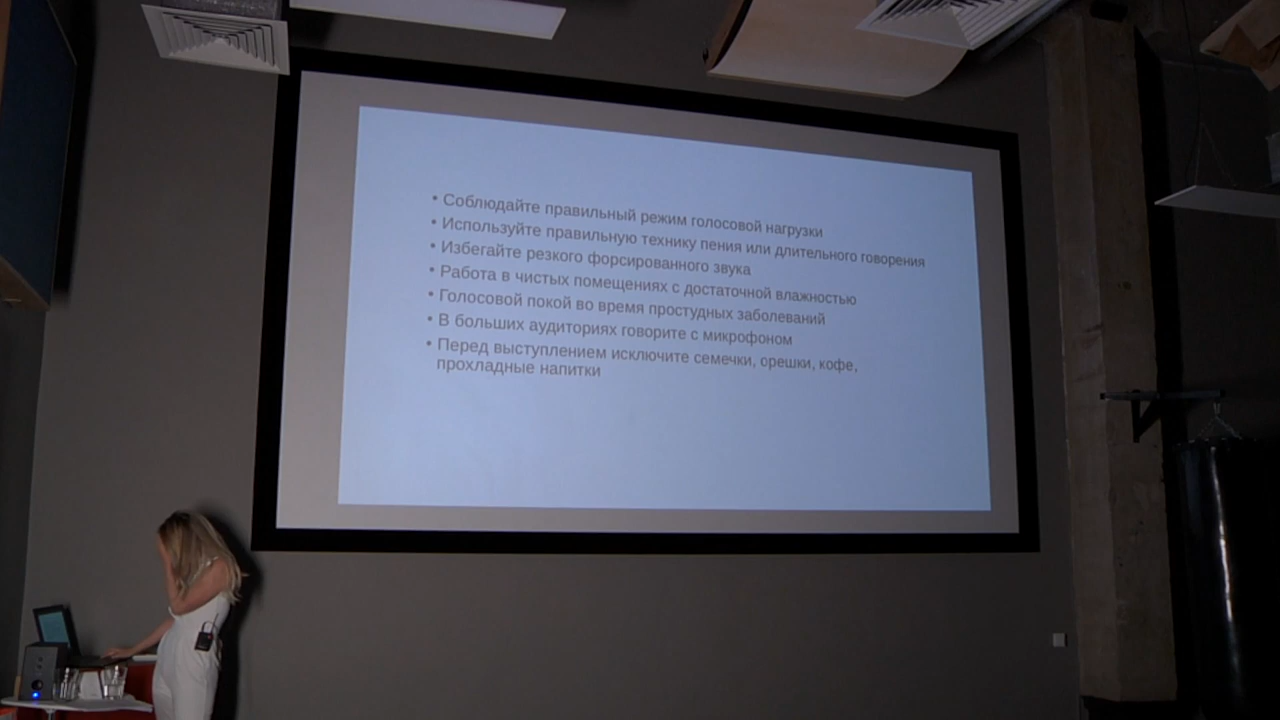 • Соблюдайте правильный режим голосовой нагрузки
• Используйте правильную технику пения или длительного говорения
• Избегайте резкого форсированного звука
• Работа в чистых помещениях с достаточной влажностью
• Голосовой покой во время простудных заболеваний
• В больших аудиториях говорите с микрофоном
• Перед выступлением исключите семечки, орешки, кофе,
прохладные напитки